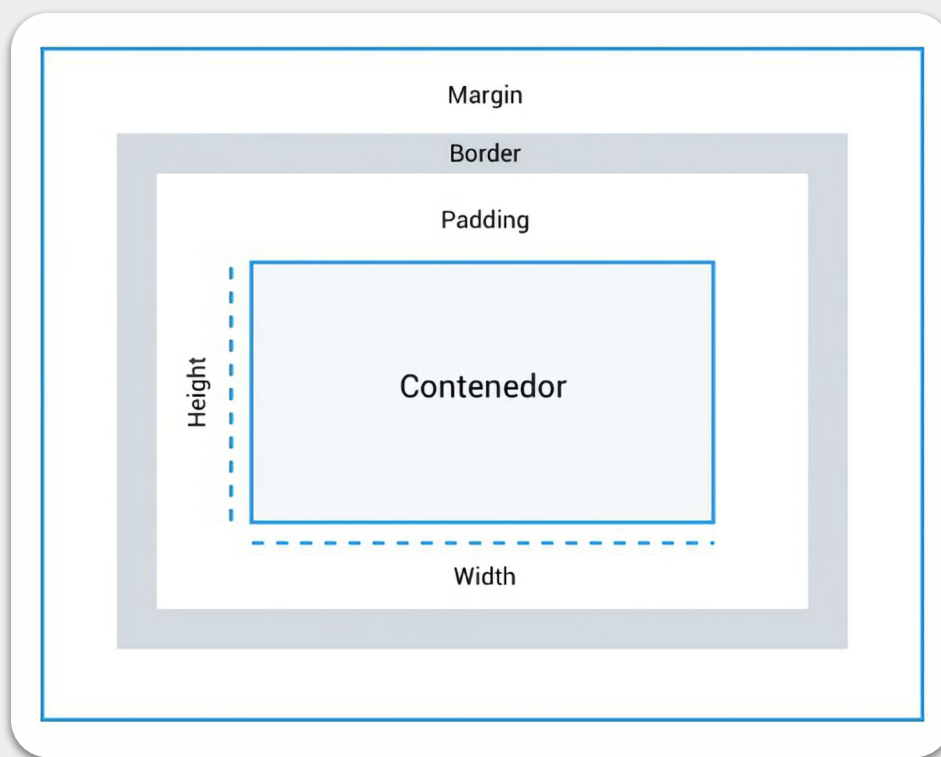 Margin
Border
Padding
Height
Contenedor
Width